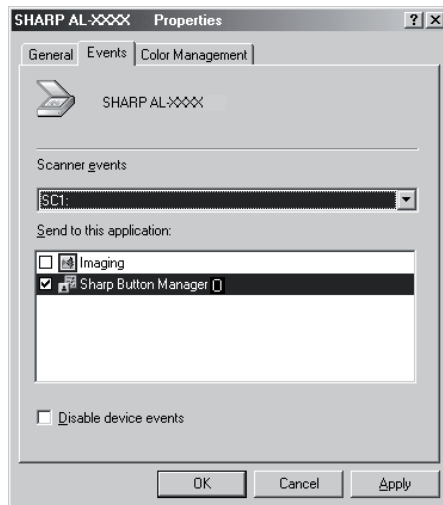 SHARP AL-XXXX Properties
General Events Color Management
SHARP AL-XXXX
Scanner events
SC1:
Send to this application:
Imaging
Sharp Button Manager
Disable device events
OK Cancel Apply